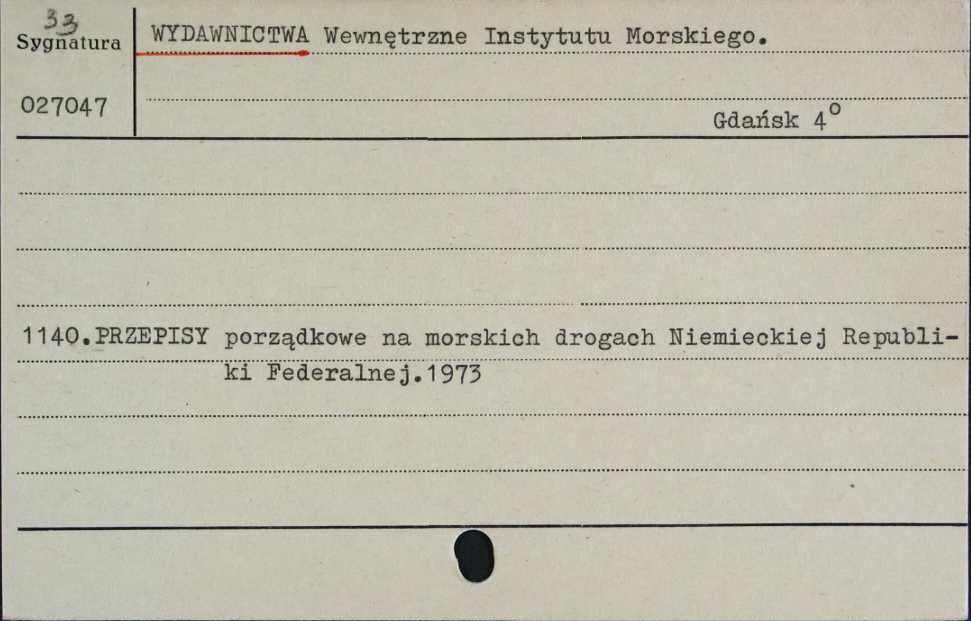 33
Sygnatura
WYDAWNICTWA Wewnętrzne Instytutu Morskiego.
027047
Gdańsk 4°
1140.PRZEPISY porządkowe na morskich drogach Niemieckiej Republi-
ki Federalnej.1973